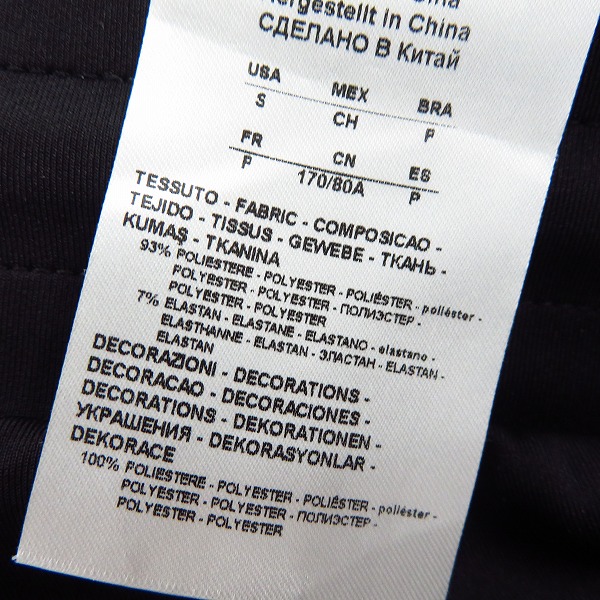 hergestellt in China
СДЕЛАНО В Китай
USA MEX BRA
S CH P
FR CN ES
P 170/80A P
TESSUTO - FABRIC - COMPOSICAO -
TEJIDO - TISSUS - GEWEBE - ТКАНЬ -
KUMAŞ - TKANINA
93% POLIESTERE - POLYESTER - POLIÉSTER - poliéster -
POLYESTER - POLYESTER - ПОЛИЭСТЕР -
POLYESTER - POLYESTER
7% ELASTAN - ELASTANE - ELASTANO - elastano -
ELASTHANNE - ELASTAN - ЭЛАСТАН - ELASTAN -
ELASTAN
DECORAZIONI - DECORATIONS -
DECORACAO - DECORACIONES -
DECORATIONS - DEKORATIONEN -
УКРАШЕНИЯ - DEKORASYONLAR -
DEKORACE
100% POLIESTERE - POLYESTER - POLIÉSTER - poliéster -
POLYESTER - POLYESTER - ПОЛИЭСТЕР -
POLYESTER - POLYESTER